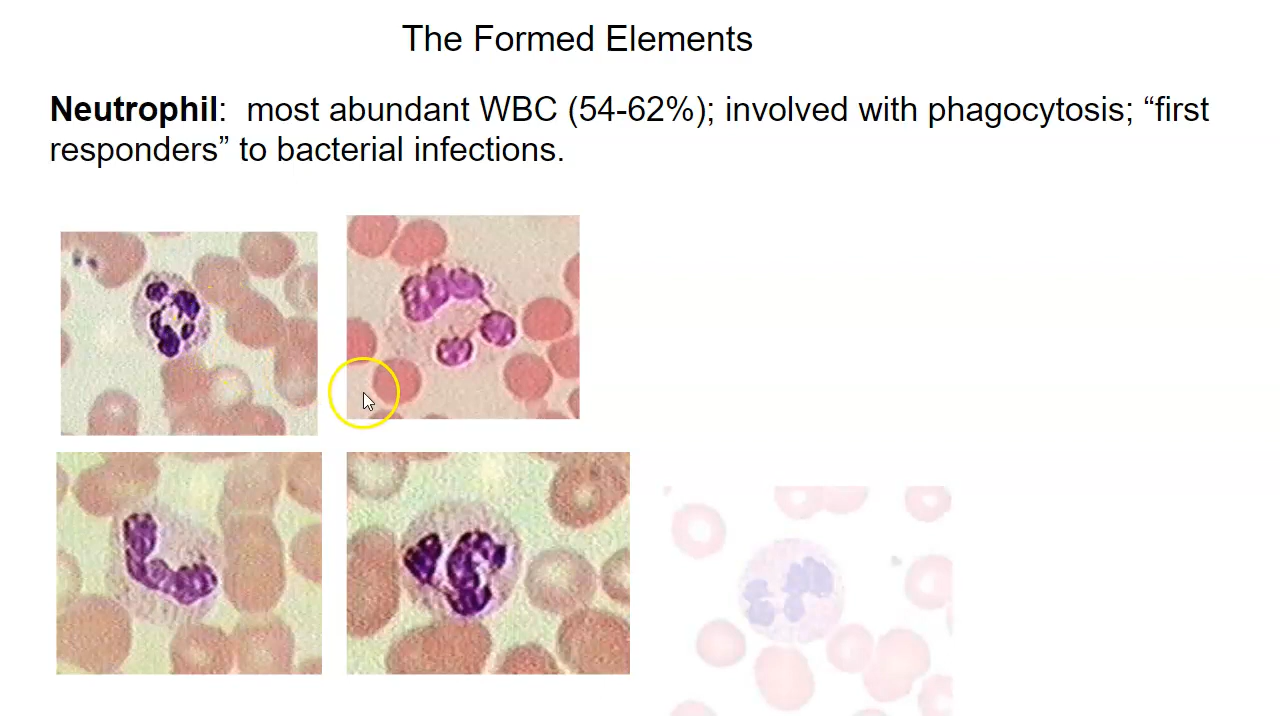 The Formed Elements
Neutrophil:  most abundant WBC (54-62%); involved with phagocytosis; “first
responders” to bacterial infections.